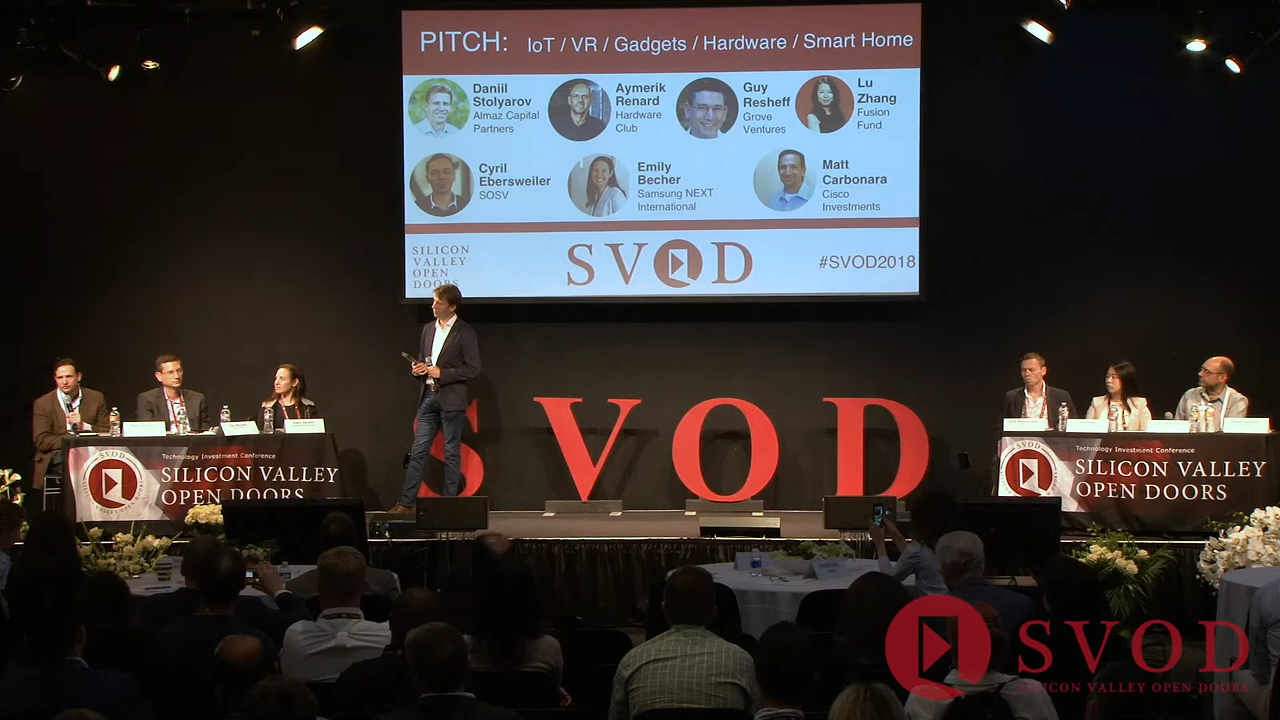 PITCH: IoT / VR / Gadgets / Hardware / Smart Home
Daniil
Stolyarov
Almaz Capital
Partners
Aymerik
Renard
Hardware
Club
Guy
Resheff
Grove
Ventures
Lu
Zhang
Fusion
Fund
Cyril
Ebersweiler
SOSV
Emily
Becher
Samsung NEXT
International
Matt
Carbonara
Cisco
Investments
SILICON
VALLEY
OPEN
DOORS
SVOD
#SVOD2018
SVOD
SVOD
Technology Investment Conference
SILICON VALLEY
OPEN DOORS
SVOD
Technology Investment Conference
SILICON VALLEY
OPEN DOORS
SVOD
SILICON VALLEY OPEN DOORS